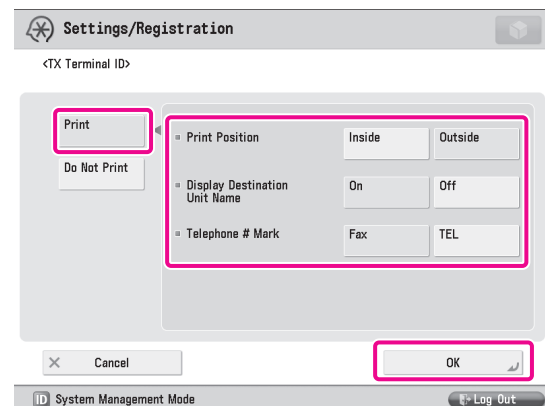 Settings/Registration
<TX Terminal ID>
Print
Do Not Print
Print Position
Inside
Outside
Display Destination
Unit Name
On
Off
Telephone # Mark
Fax
TEL
Cancel
OK
ID System Management Mode
Log Out